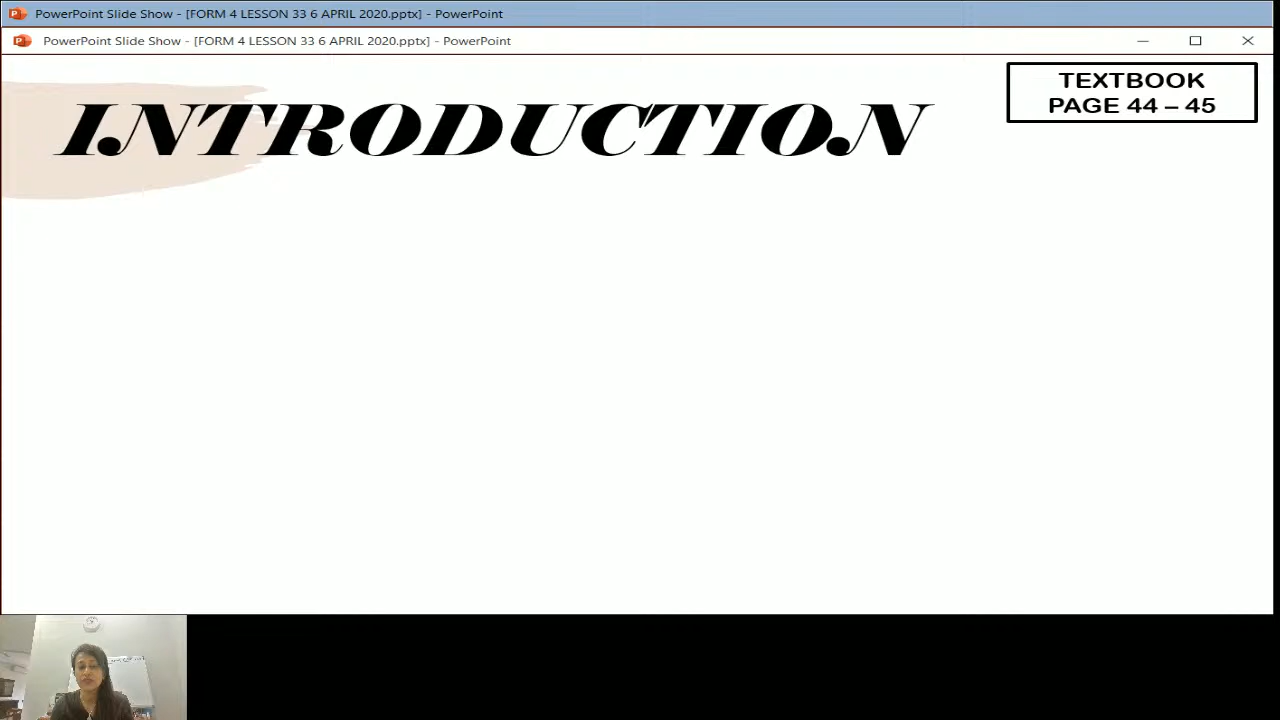 PowerPoint Slide Show - [FORM 4 LESSON 33 6 APRIL 2020.pptx] - PowerPoint
PowerPoint Slide Show - [FORM 4 LESSON 33 6 APRIL 2020.pptx] - PowerPoint
INTRODUCTION
TEXTBOOK
PAGE 44 – 45